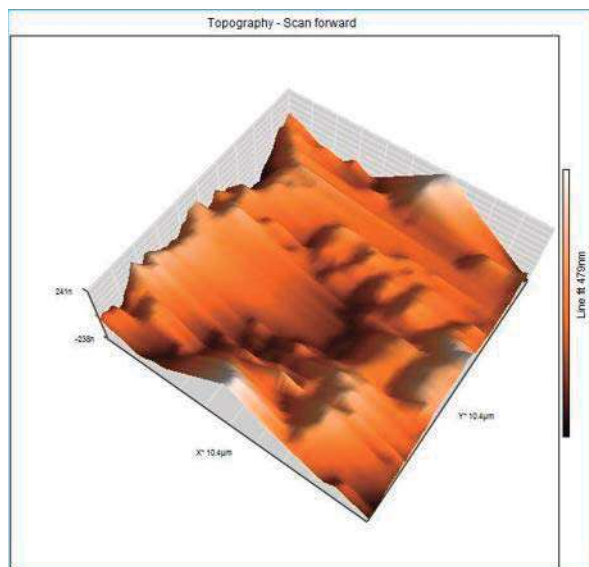 Topography - Scan forward
241n
-238n
X* 10.4µm
Y* 10.4µm
Line fit 479nm